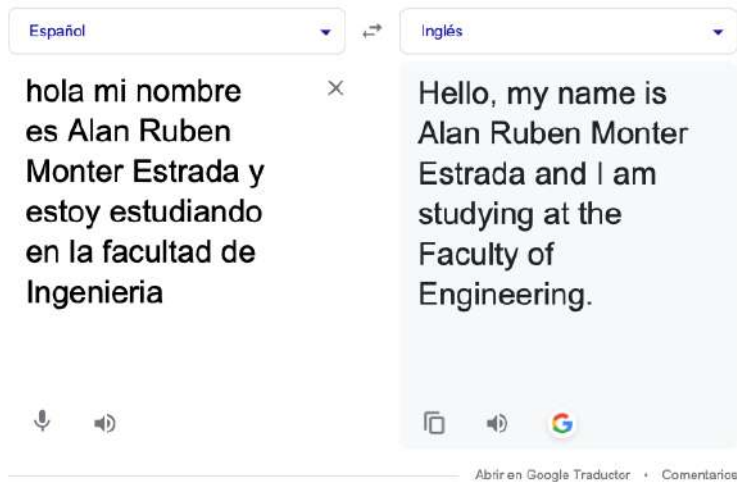 Español
Inglés
hola mi nombre
es Alan Ruben
Monter Estrada y
estoy estudiando
en la facultad de
Ingenieria
Hello, my name is
Alan Ruben Monter
Estrada and I am
studying at the
Faculty of
Engineering.
Abrir en Google Traductor • Comentarios